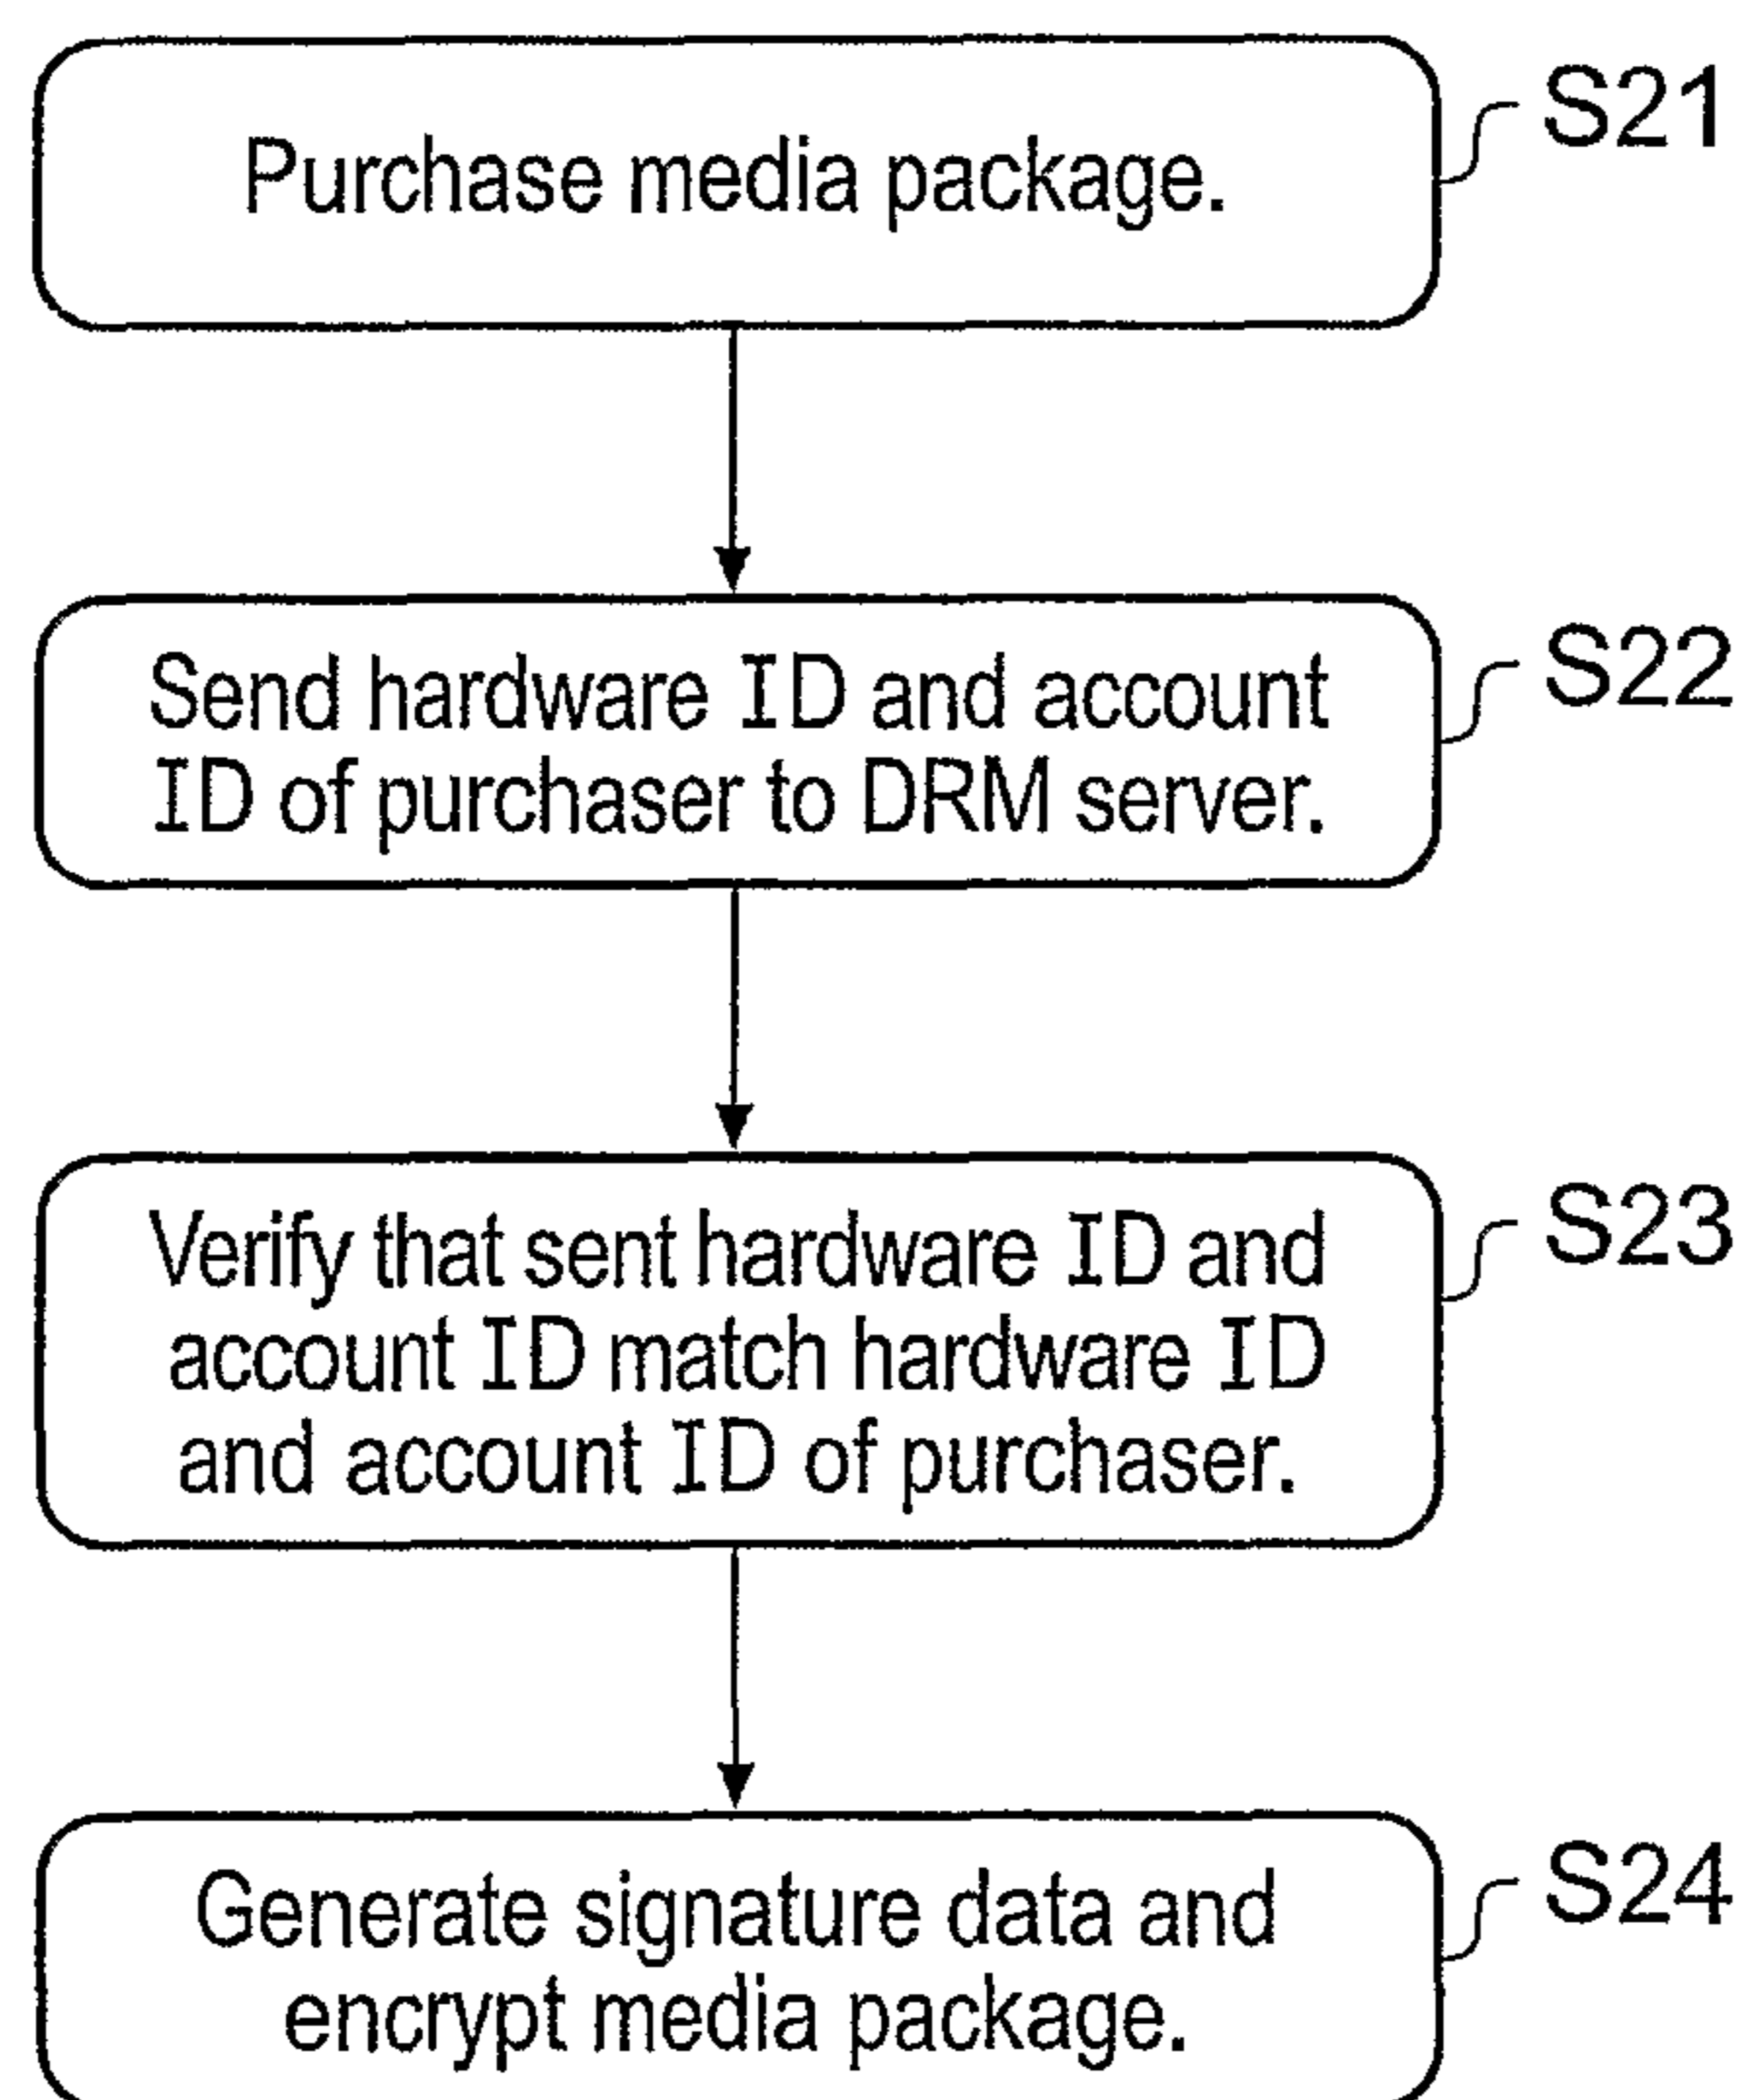 Purchase media package.
S21
Send hardware ID and account
ID of purchaser to DRM server.
S22
Verify that sent hardware ID and
account ID match hardware ID
and account ID of purchaser.
S23
Generate signature data and
encrypt media package.
S24